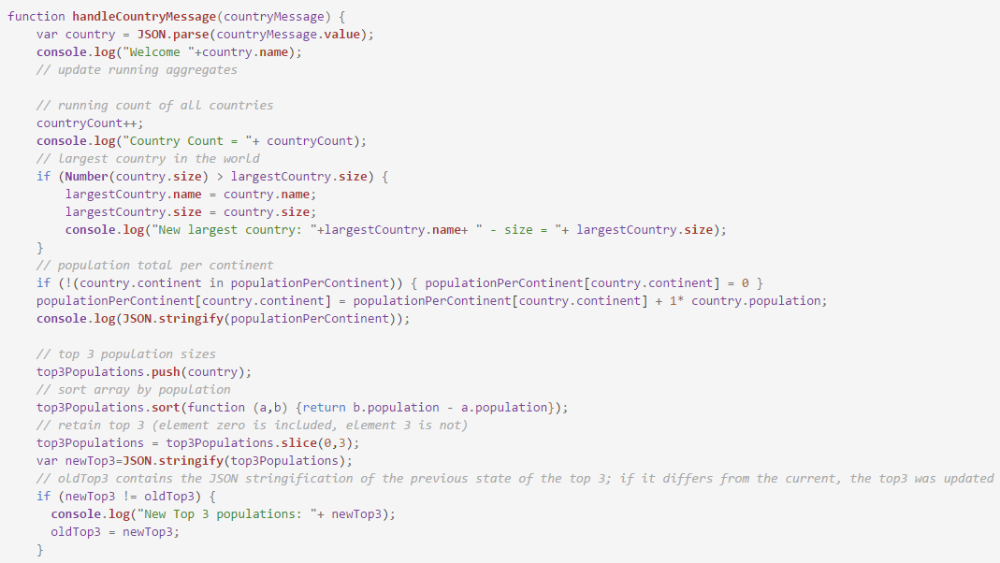 function handleCountryMessage(countryMessage) {
    var country = JSON.parse(countryMessage.value);
    console.log("Welcome "+country.name);
    // update running aggregates

    // running count of all countries
    countryCount++;
    console.log("Country Count = "+ countryCount);
    // largest country in the world
    if (Number(country.size) > largestCountry.size) {
        largestCountry.name = country.name;
        largestCountry.size = country.size;
        console.log("New largest country: "+largestCountry.name+ " - size = "+ largestCountry.size);
    }
    // population total per continent
    if (!(country.continent in populationPerContinent)) { populationPerContinent[country.continent] = 0 }
    populationPerContinent[country.continent] = populationPerContinent[country.continent] + 1* country.population;
    console.log(JSON.stringify(populationPerContinent));

    // top 3 population sizes
    top3Populations.push(country);
    // sort array by population
    top3Populations.sort(function (a,b) {return b.population - a.population});
    // retain top 3 (element zero is included, element 3 is not)
    top3Populations = top3Populations.slice(0,3);
    var newTop3=JSON.stringify(top3Populations);
    // oldTop3 contains the JSON stringification of the previous state of the top 3; if it differs from the current, the top3 was updated
    if (newTop3 != oldTop3) {
      console.log("New Top 3 populations: "+ newTop3);
      oldTop3 = newTop3;
    }